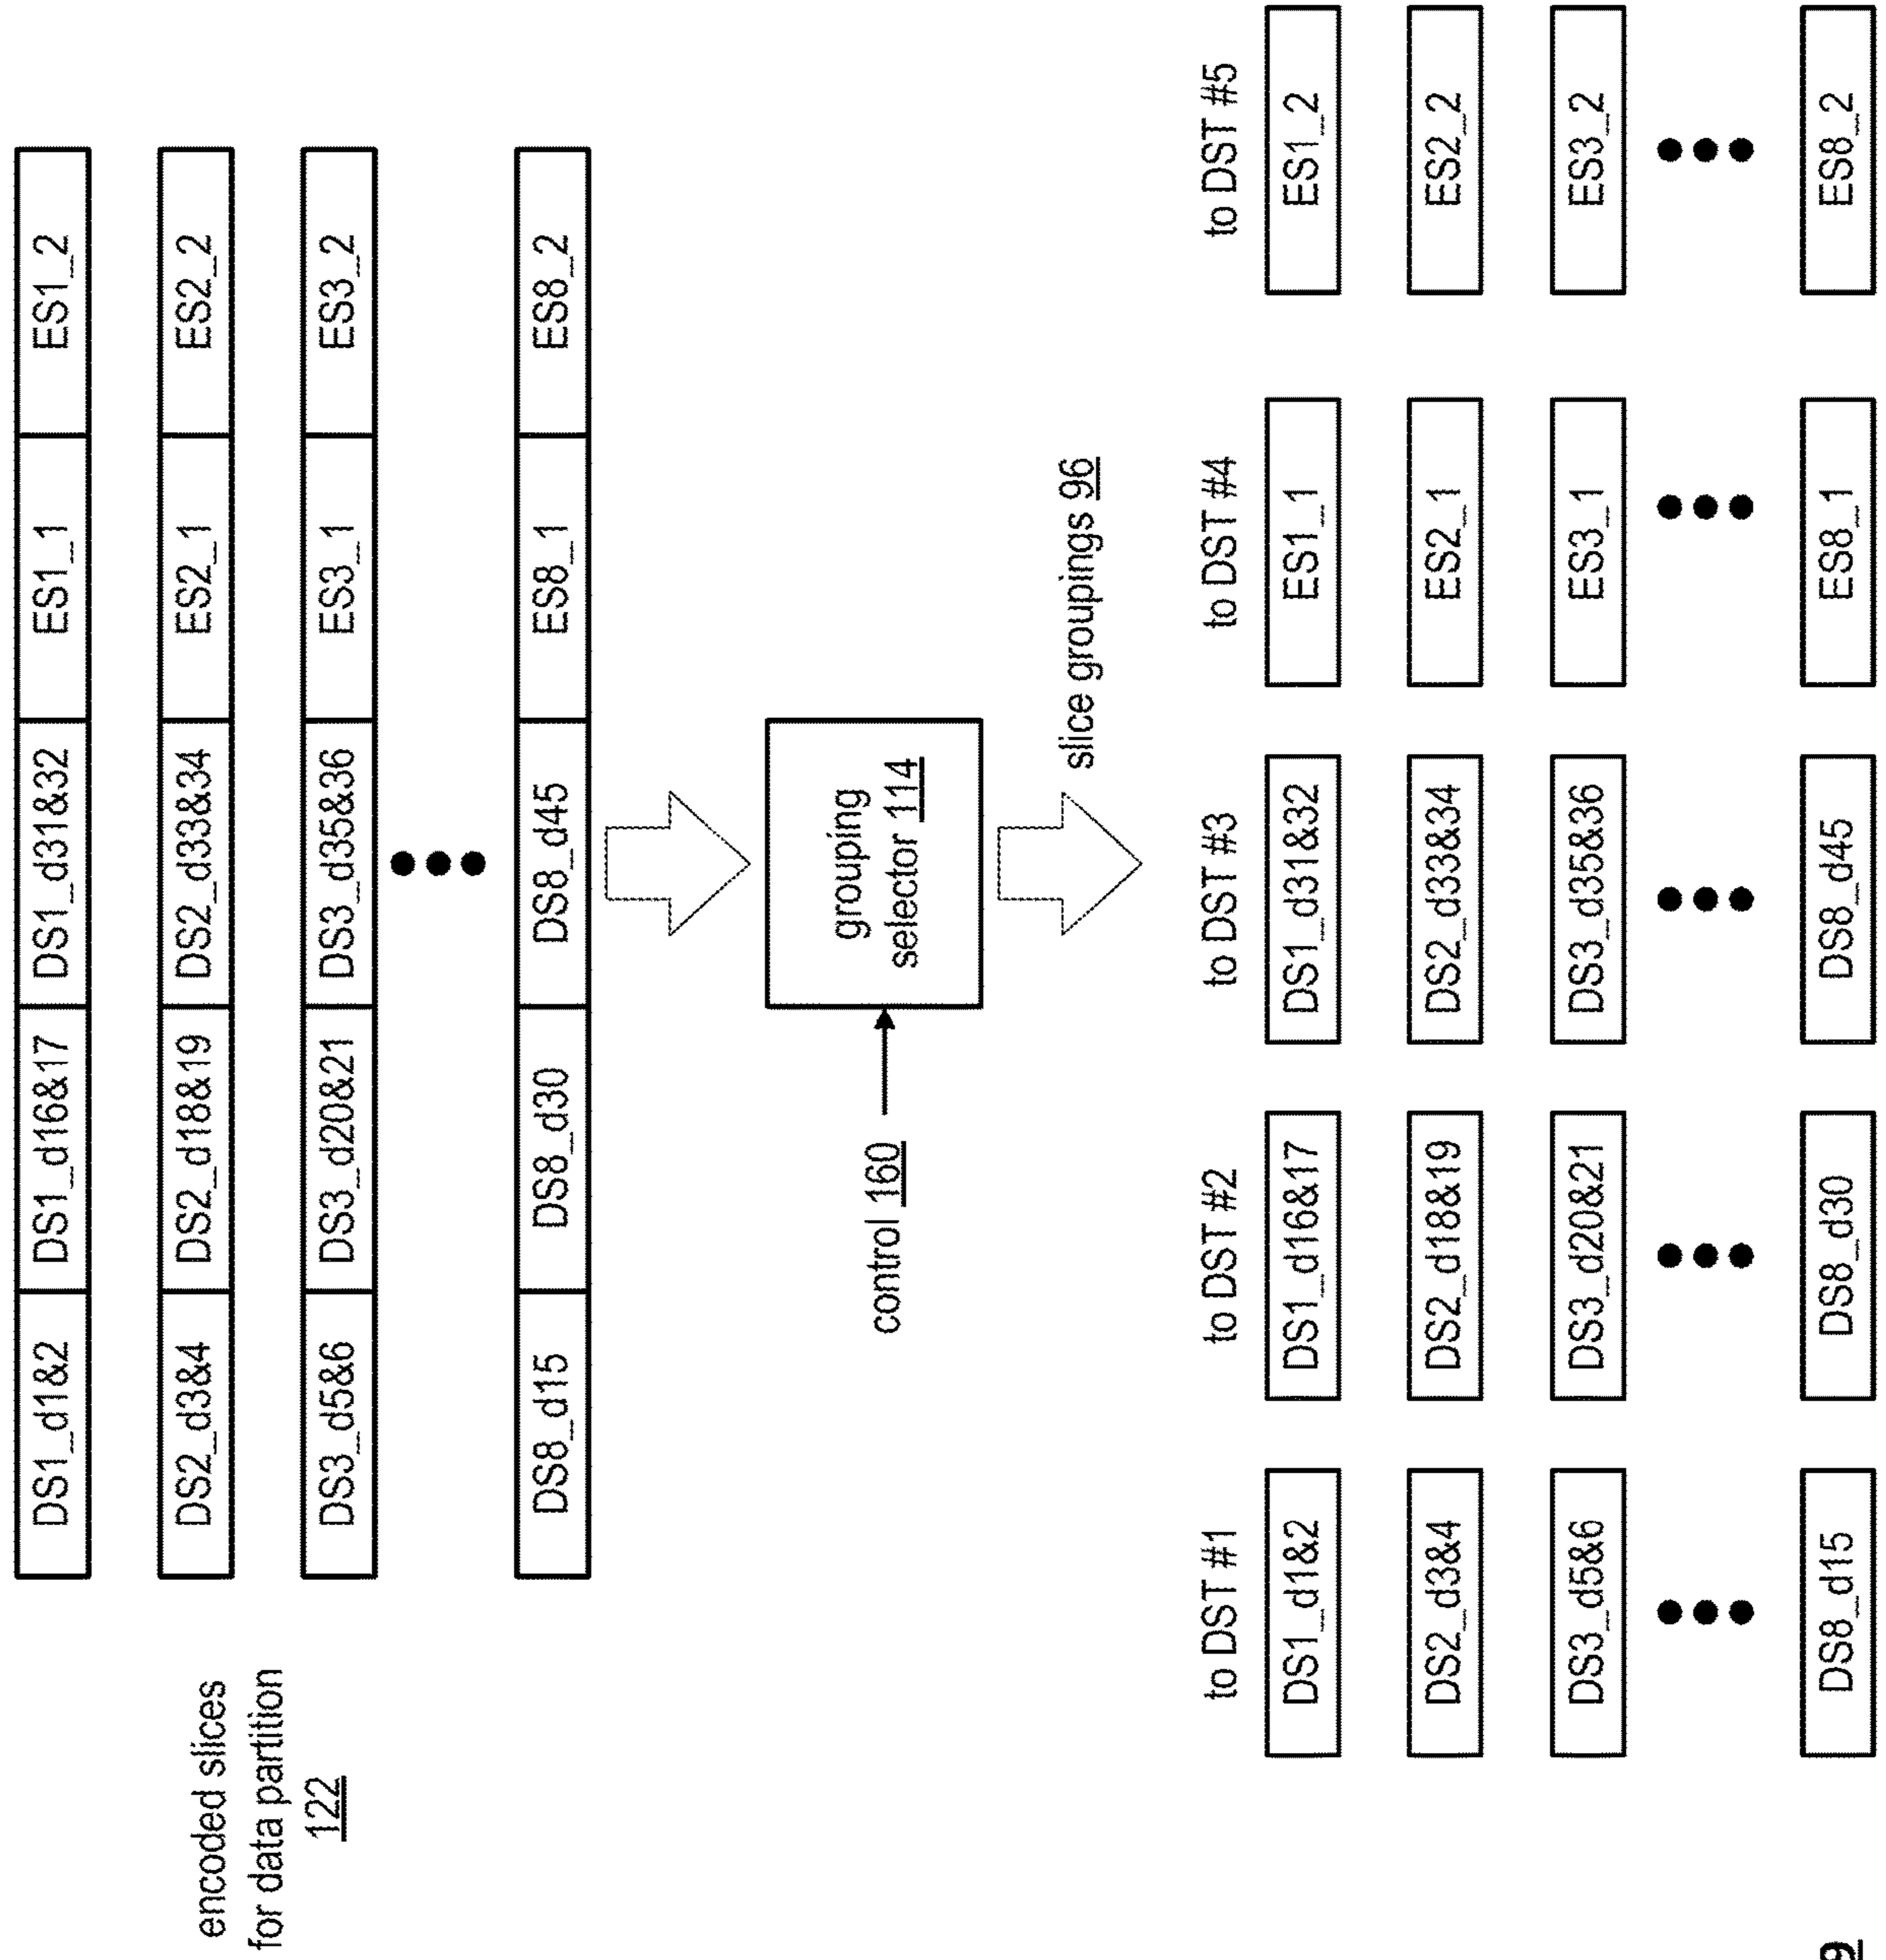 encoded slices
for data partition
122
DS1_d1&2 DS1_d16&17 DS1_d31&32 ES1_1 ES1_2
DS2_d3&4 DS2_d18&19 DS2_d33&34 ES2_1 ES2_2
DS3_d5&6 DS3_d20&21 DS3_d35&36 ES3_1 ES3_2
DS8_d15 DS8_d30 DS8_d45 ES8_1 ES8_2
control 160
grouping
selector 114
slice groupings 96
to DST #1 to DST #2 to DST #3 to DST #4 to DST #5
DS1_d1&2 DS1_d16&17 DS1_d31&32 ES1_1 ES1_2
DS2_d3&4 DS2_d18&19 DS2_d33&34 ES2_1 ES2_2
DS3_d5&6 DS3_d20&21 DS3_d35&36 ES3_1 ES3_2
DS8_d15 DS8_d30 DS8_d45 ES8_1 ES8_2